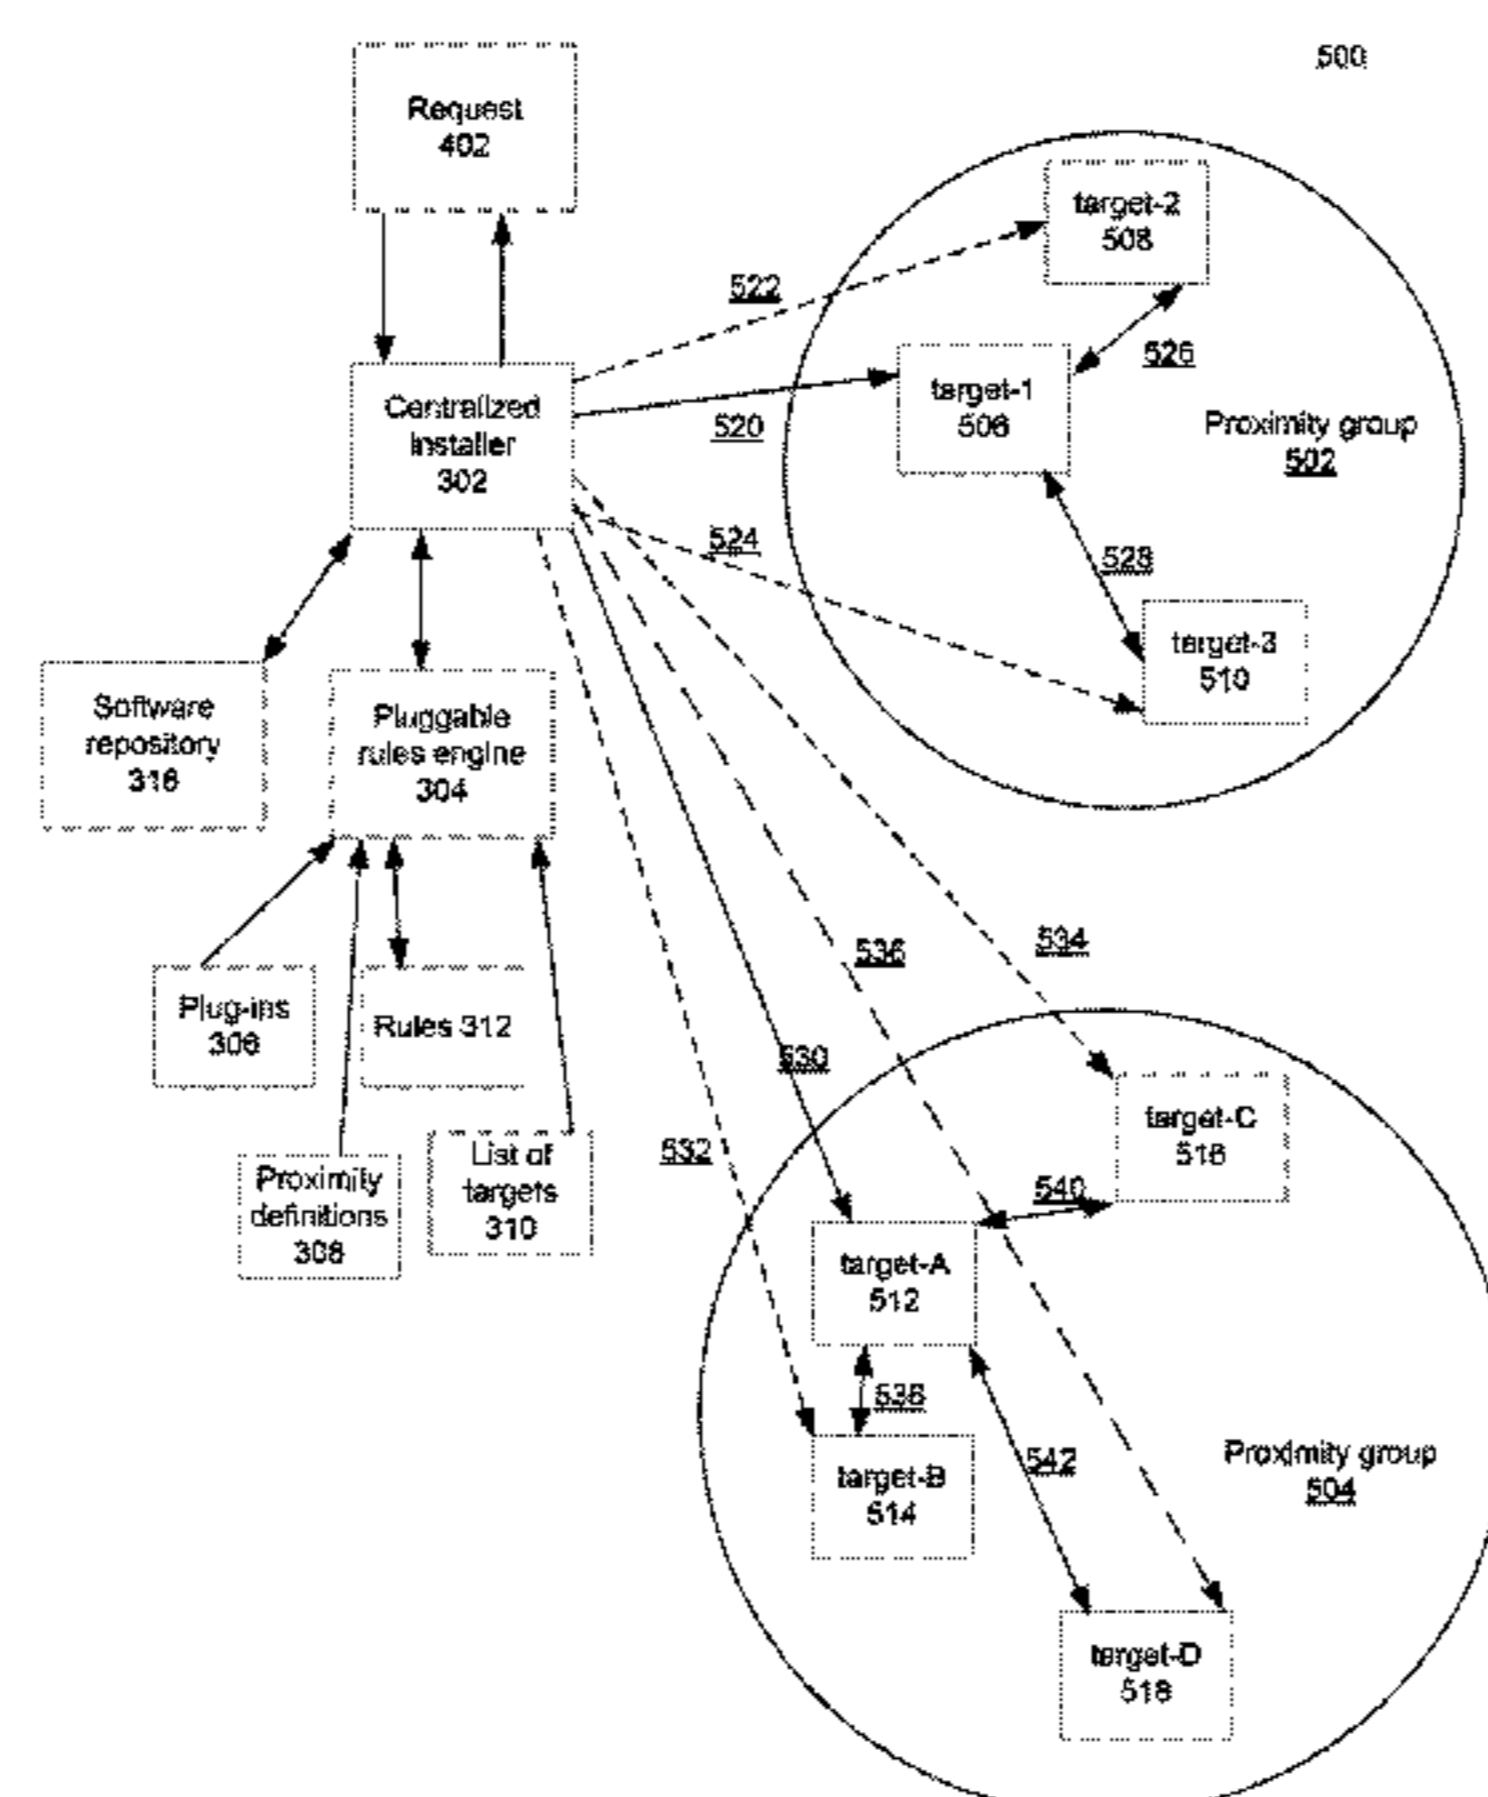 500
Request
402
target-2
508
522
526
target-1
506
Centralized
installer
302
520
Proximity group
502
524
528
target-3
510
Software
repository
316
Pluggable
rules engine
304
536
534
Plug-ins
306
Rules 312
530
532
target-C
516
540
List of
targets
310
Proximity
definitions
308
target-A
512
538
542
Proximity group
504
target-B
514
target-D
518